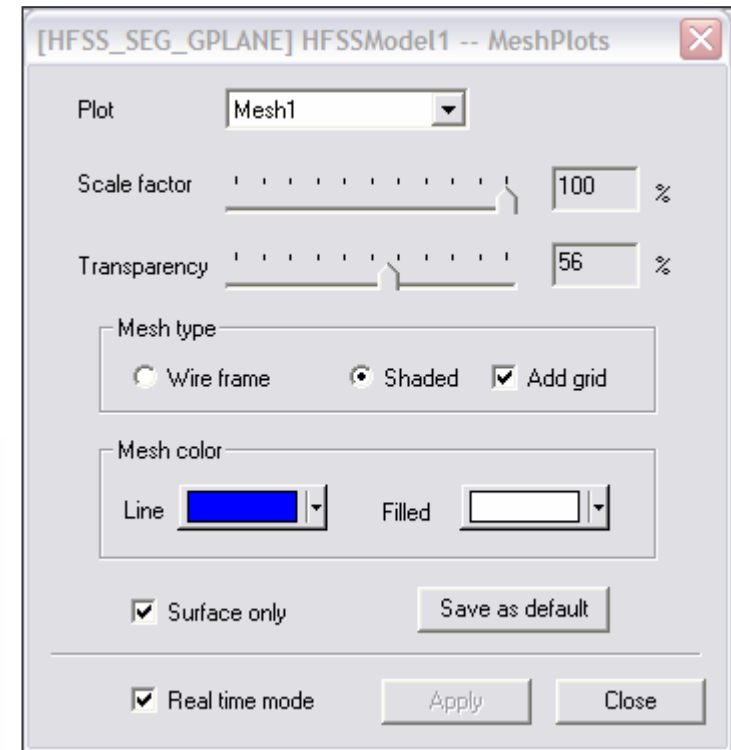 [HFSS_SEG_GPLANE] HFSSModel1 -- MeshPlots
Plot Mesh1
Scale factor 100 %
Transparency 56 %
Mesh type
Wire frame Shaded Add grid
Mesh color
Line Filled
Surface only Save as default
Real time mode Apply Close